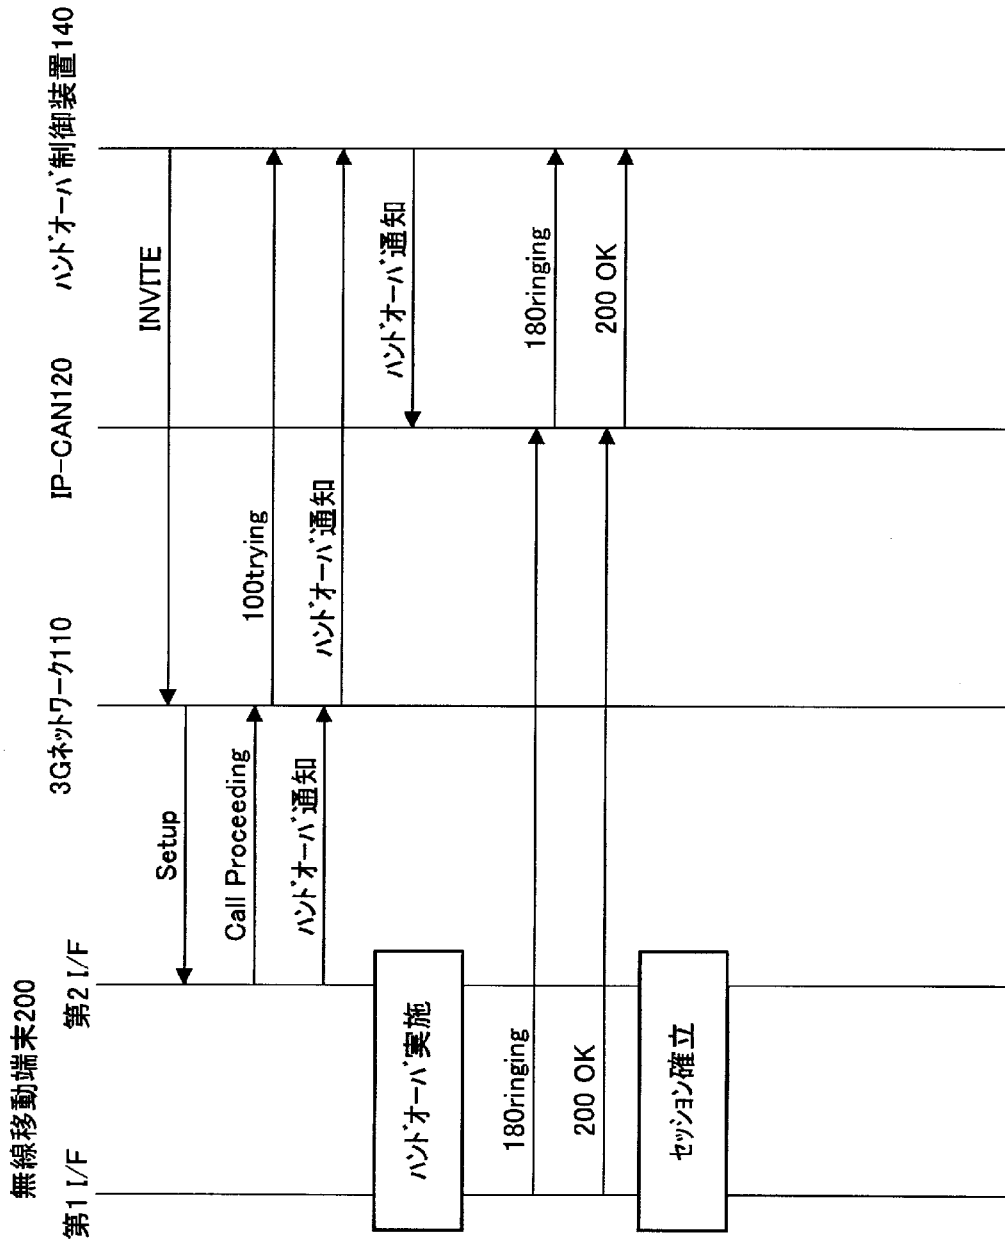 無線移動端末200
第1 I/F
第2 I/F
3Gネットワーク110
IP-CAN120
ハンドオーバ制御装置140
INVITE
Setup
Call Proceeding
100trying
ハンドオーバ通知
ハンドオーバ通知
ハンドオーバ実施
ハンドオーバ通知
180ringing
180ringing
200 OK
200 OK
セッション確立